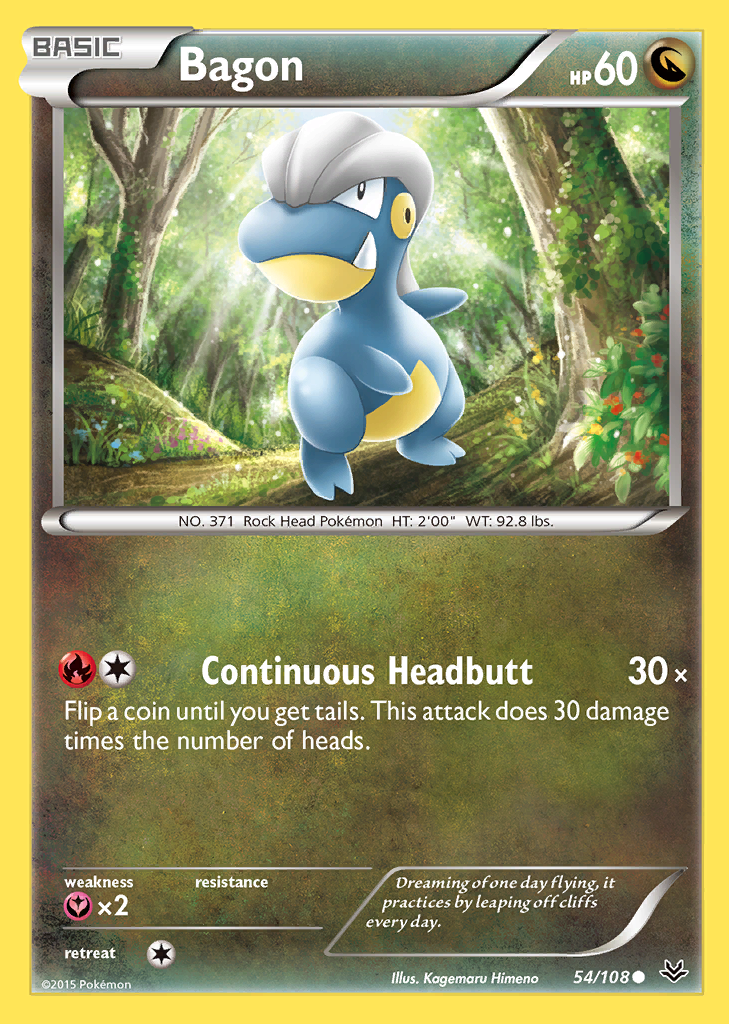 BASIC
Bagon
HP60
NO. 371 Rock Head Pokémon HT: 2'00" WT: 92.8 lbs.
Continuous Headbutt 30×
Flip a coin until you get tails. This attack does 30 damage
times the number of heads.
weakness resistance
×2
Dreaming of one day flying, it
practices by leaping off cliffs
every day.
retreat
Illus. Kagemaru Himeno 54/108
©2015 Pokémon